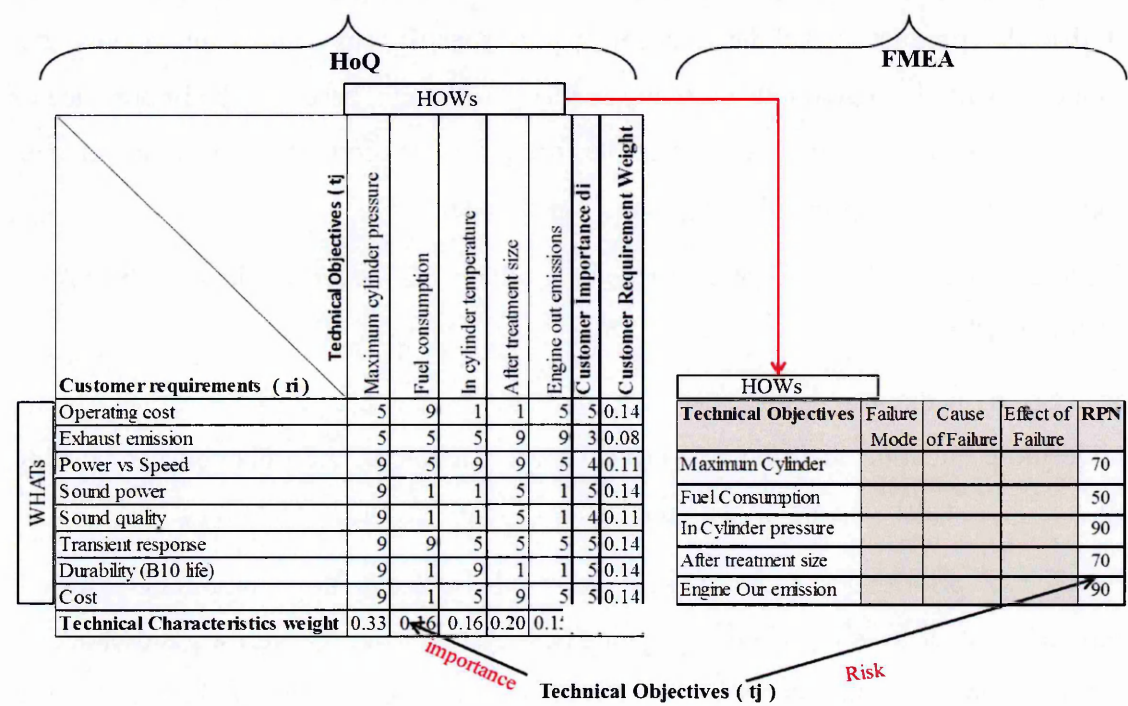 HoQ
FMEA
HOWs
Technical Objectives ( tj
Maximum cylinder pressure
Fuel consumption
In cylinder temperature
After treatment size
Engine out emissions
Customer Importance di
Customer Requirement Weight
Customer requirements ( ri )
WHATs
Operating cost 5 9 1 1 5 5 0.14
Exhaust emission 5 5 5 9 9 3 0.08
Power vs Speed 9 5 9 9 5 4 0.11
Sound power 9 1 1 5 1 5 0.14
Sound quality 9 1 1 5 1 4 0.11
Transient response 9 9 5 5 5 5 0.14
Durability (B10 life) 9 1 9 1 1 5 0.14
Cost 9 1 5 9 5 5 0.14
Technical Characteristics weight 0.33 0.16 0.16 0.20
HOWs
Technical Objectives Failure Mode Cause of Failure Effect of Failure RPN
Maximum Cylinder 70
Fuel Consumption 50
In Cylinder pressure 90
After treatment size 70
Engine Our emission 90
importance
Risk
Technical Objectives ( tj )